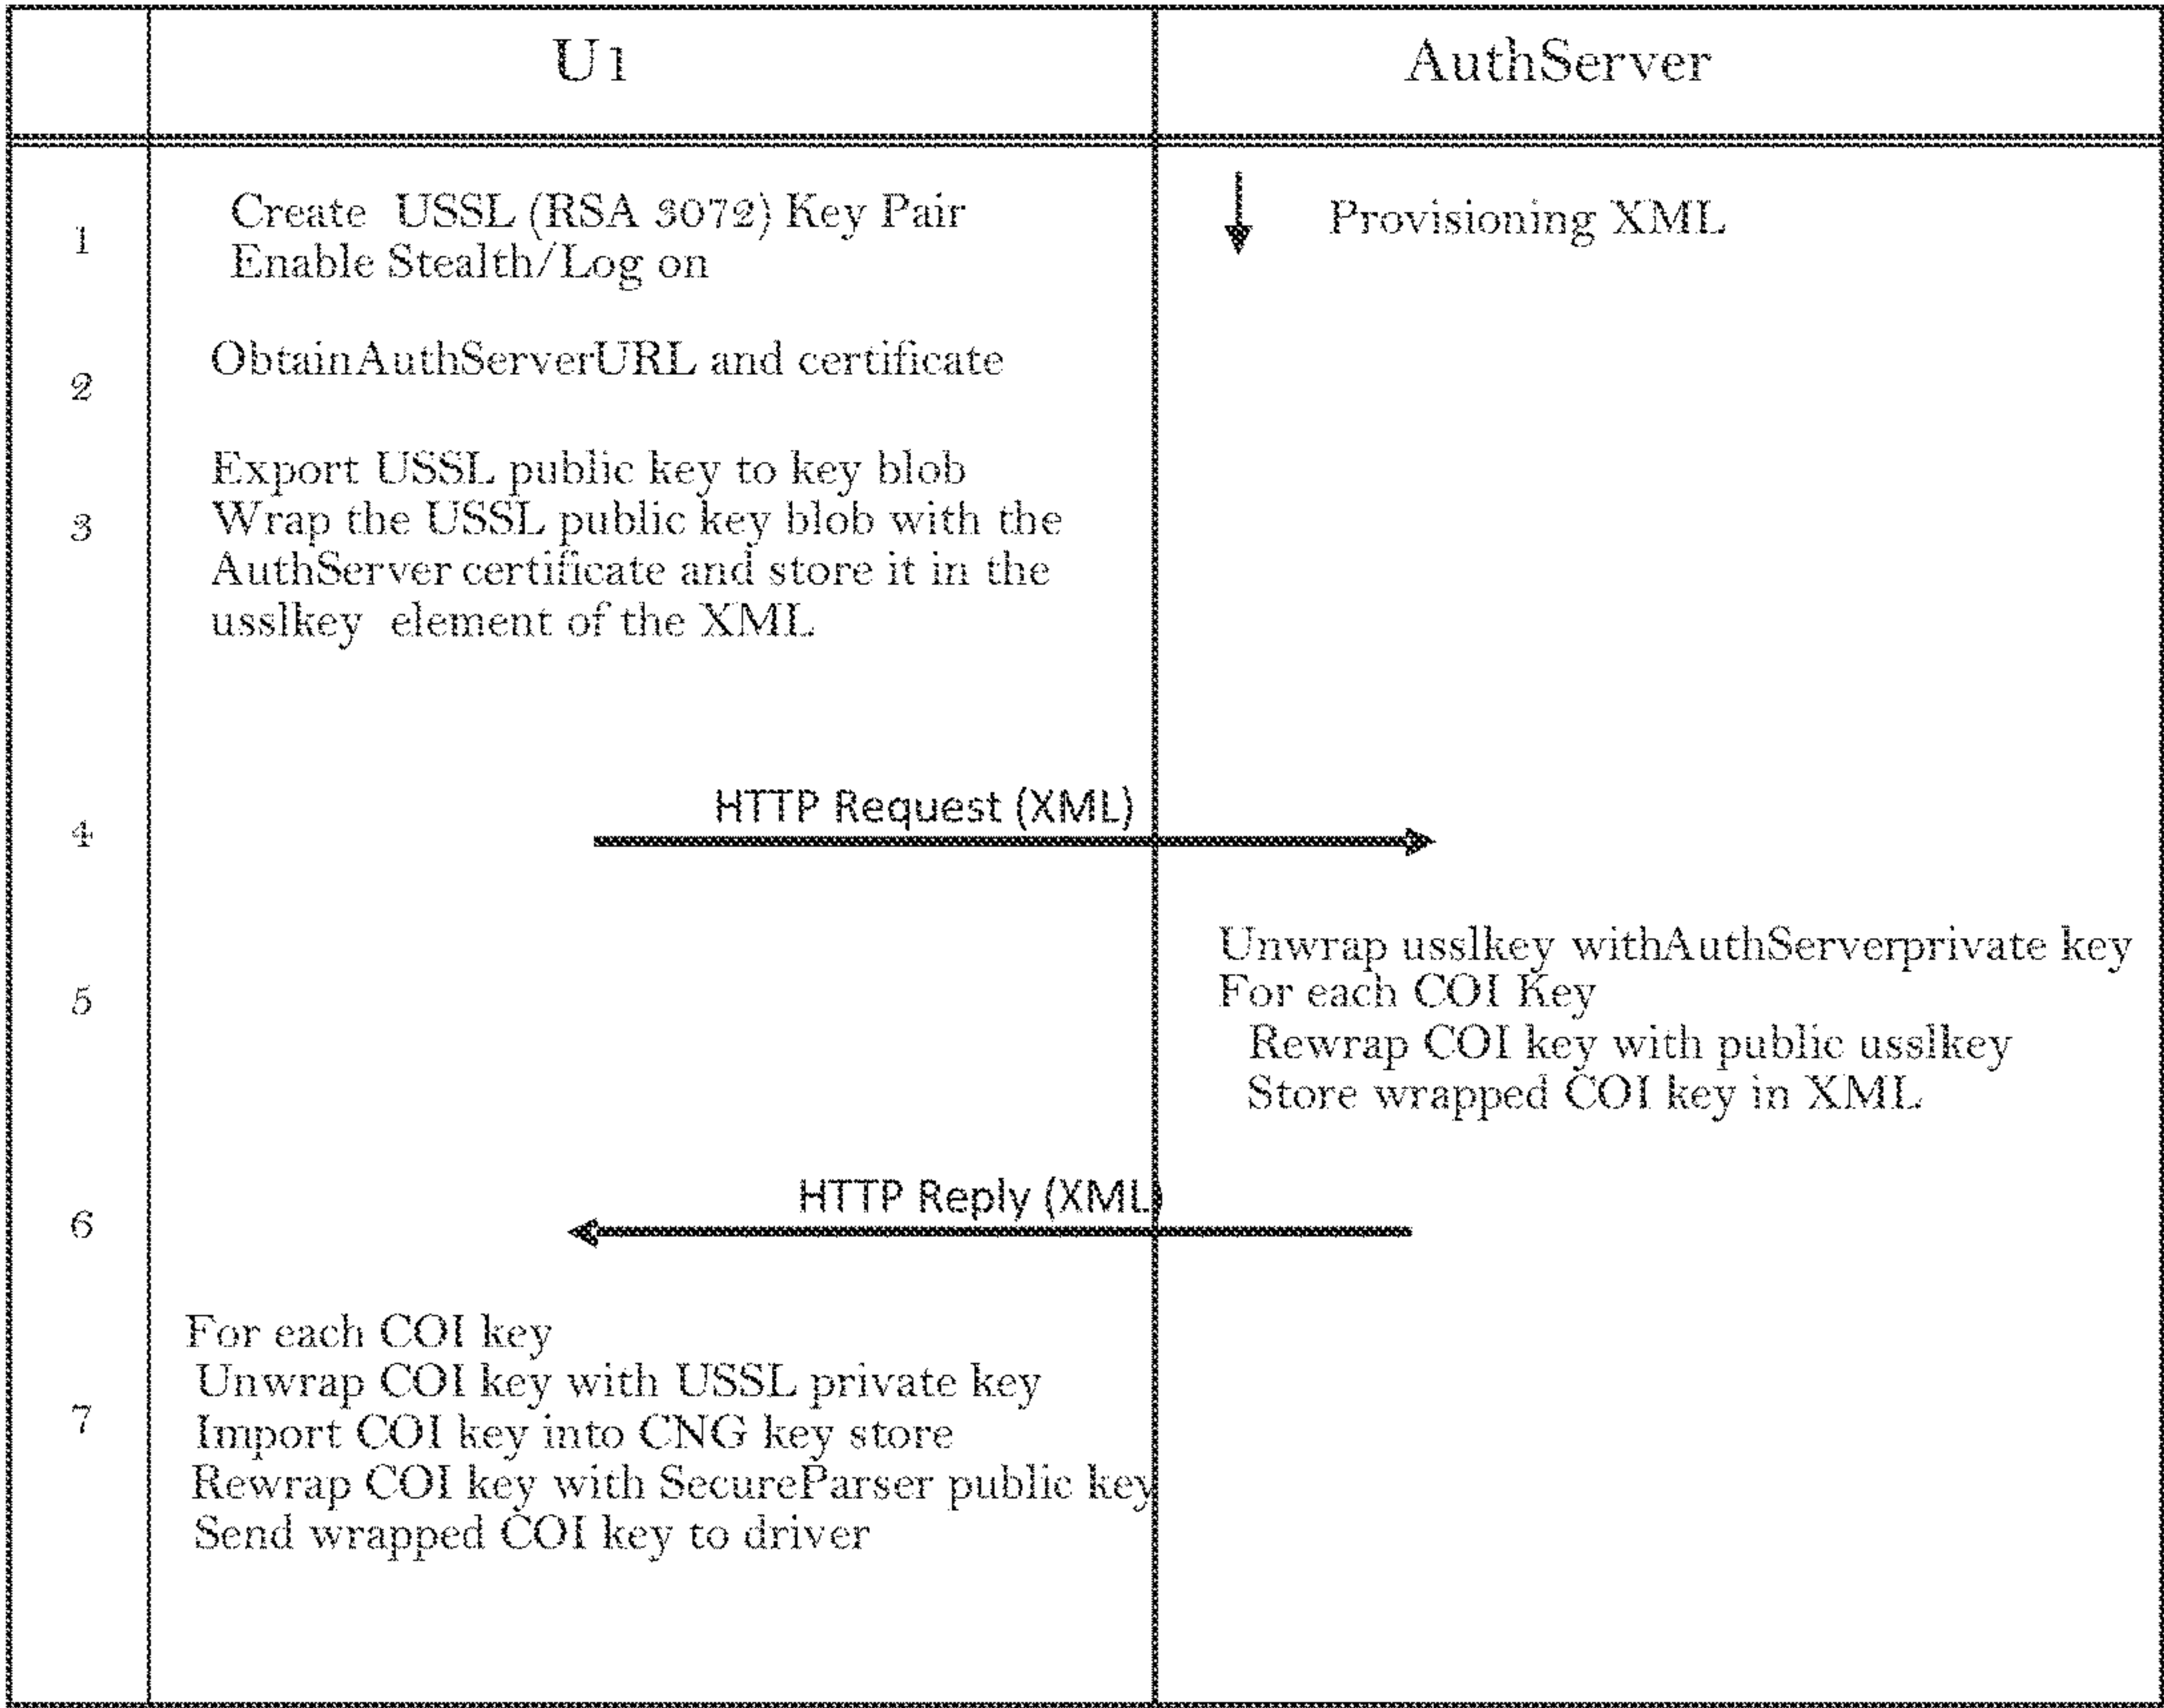 U1
AuthServer
1
Create USSL (RSA 3072) Key Pair
Enable Stealth/Log on
Provisioning XML
2
ObtainAuthServerURL and certificate
3
Export USSL public key to key blob
Wrap the USSL public key blob with the
AuthServer certificate and store it in the
usslkey element of the XML
4
HTTP Request (XML)
5
Unwrap usslkey withAuthServerprivate key
For each COI Key
Rewrap COI key with public usslkey
Store wrapped COI key in XML
6
HTTP Reply (XML)
7
For each COI key
Unwrap COI key with USSL private key
Import COI key into CNG key store
Rewrap COI key with SecureParser public key
Send wrapped COI key to driver